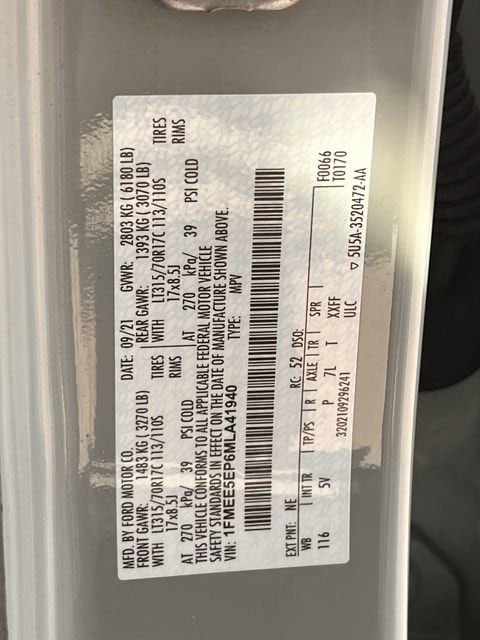 MFD. BY FORD MOTOR CO. DATE: 09/21 GVWR: 2803 KG ( 6180 LB)
FRONT GAWR: 1483 KG ( 3270 LB) REAR GAWR: 1393 KG ( 3070 LB)
WITH LT315/70R17C 113/110S TIRES WITH LT315/70R17C 113/110S TIRES
17x8.5J RIMS 17x8.5J RIMS
AT 270 kPa/ 39 PSI COLD AT 270 kPa/ 39 PSI COLD
THIS VEHICLE CONFORMS TO ALL APPLICABLE FEDERAL MOTOR VEHICLE
SAFETY STANDARDS IN EFFECT ON THE DATE OF MANUFACTURE SHOWN ABOVE.
VIN: 1FMEE5EP6MLA41940 TYPE: MPV
EXT PNT: NE RC: 52 DSO: F0066
WB INT TR TP/PS R AXLE TR SPR T0170
116 5V P 7L T XXFF
3202109296241 ULC
▽ 5U5A-3520472-AA